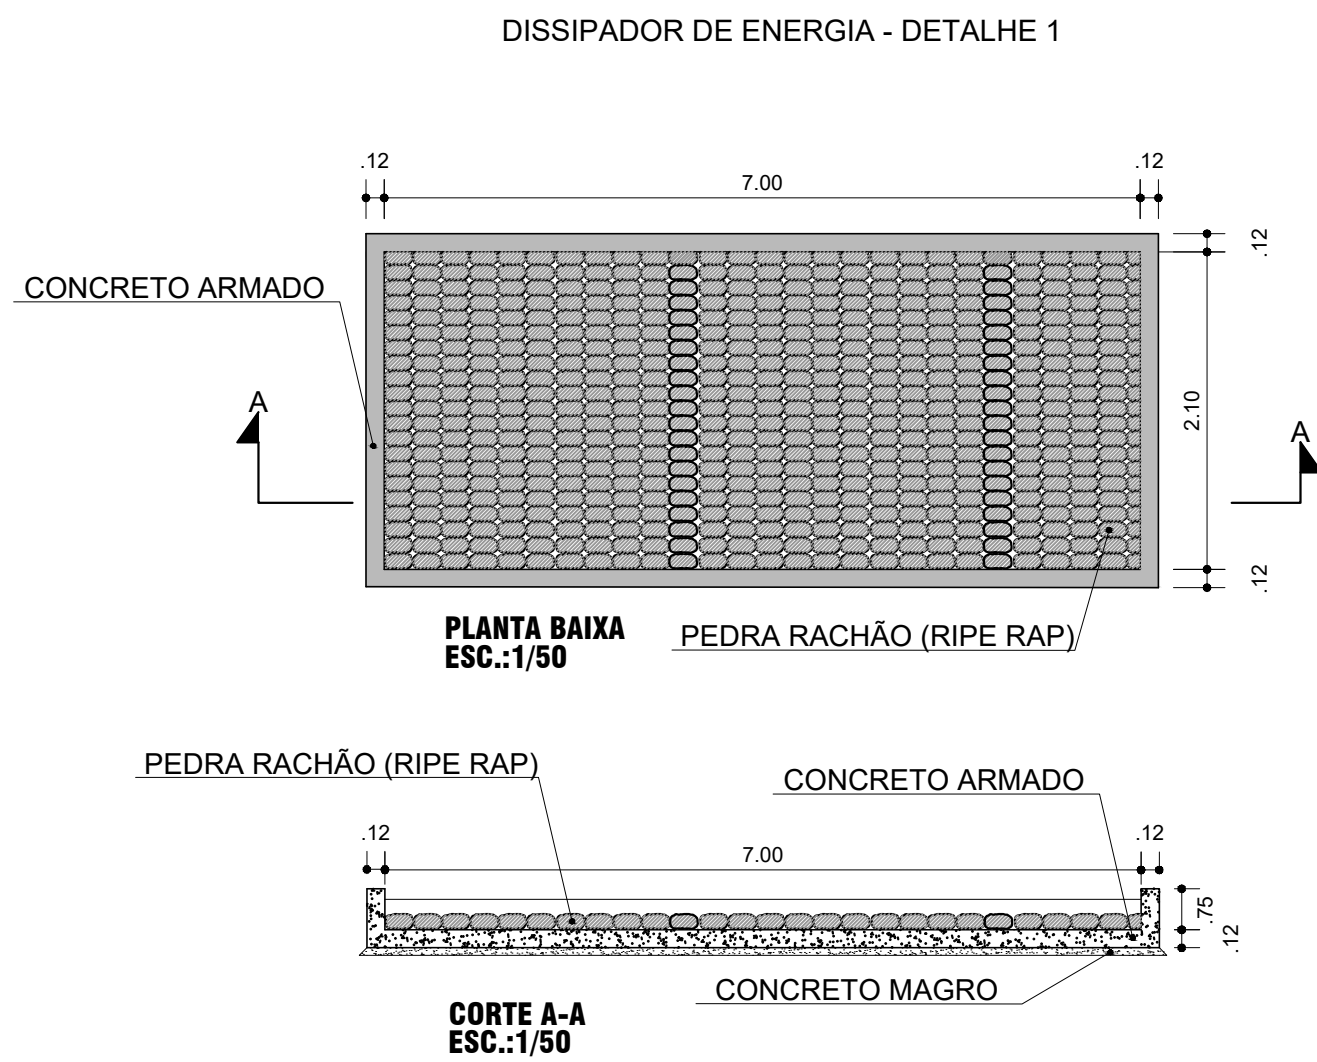 DISSIPADOR DE ENERGIA - DETALHE 1
.12
7.00
.12
.12
CONCRETO ARMADO
2.10
A
A
.12
PLANTA BAIXA
ESC.:1/50
PEDRA RACHÃO (RIPE RAP)
PEDRA RACHÃO (RIPE RAP)
CONCRETO ARMADO
.12
7.00
.12
.75
.12
CONCRETO MAGRO
CORTE A-A
ESC.:1/50